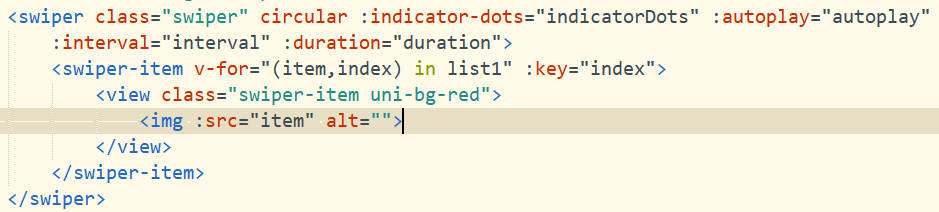 <swiper class="swiper" circular :indicator-dots="indicatorDots" :autoplay="autoplay"
:interval="interval" :duration="duration">
<swiper-item v-for="(item,index) in list1" :key="index">
<view class="swiper-item uni-bg-red">
<img :src="item" alt="">
</view>
</swiper-item>
</swiper>